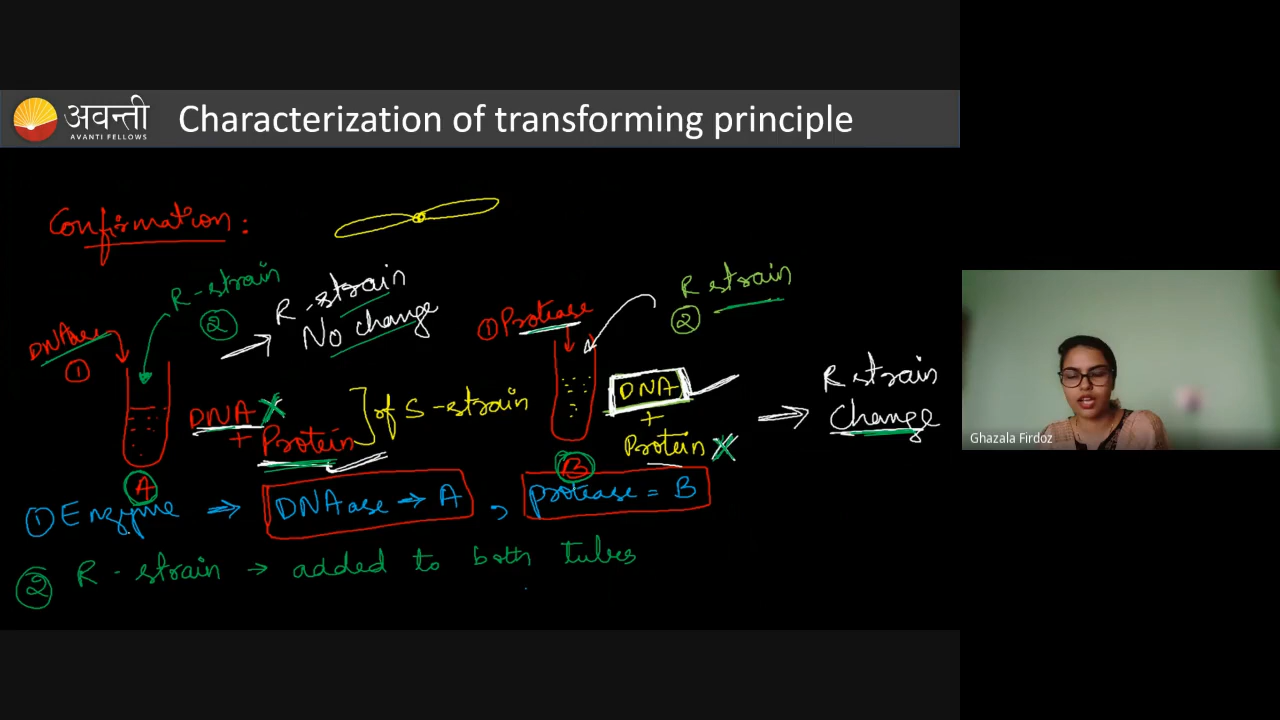 अवन्ती
AVANTI FELLOWS
Characterization of transforming principle
Confirmation:
R-strain
②
R-strain
No change
DNAase
①
DNA X
+ Protein
of S-strain
A
① Protease
R strain
②
DNA
+
Protein X
B
R strain
Change
① Enzyme → DNAase → A , protease = B
② R-strain → added to both tubes
Ghazala Firdoz